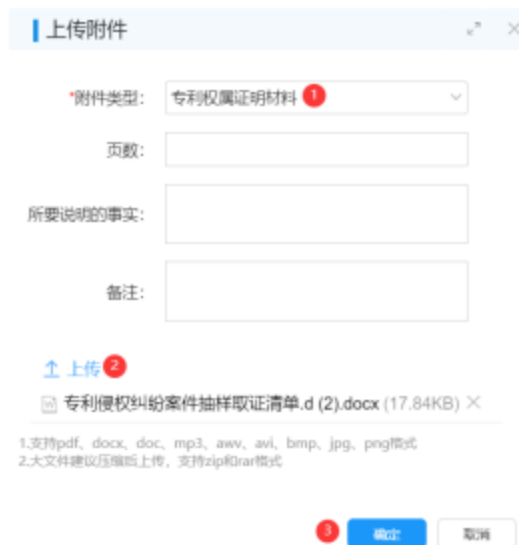 上传附件
*附件类型: 专利权属证明材料 1
页数:
所要说明的事实:
备注:
上传 2
专利侵权纠纷案件抽样取证清单.d (2).docx (17.84KB)
1.支持pdf、docx、doc、mp3、awv、avi、bmp、jpg、png格式
2.大文件建议压缩后上传，支持zip和rar格式
3 确定 取消